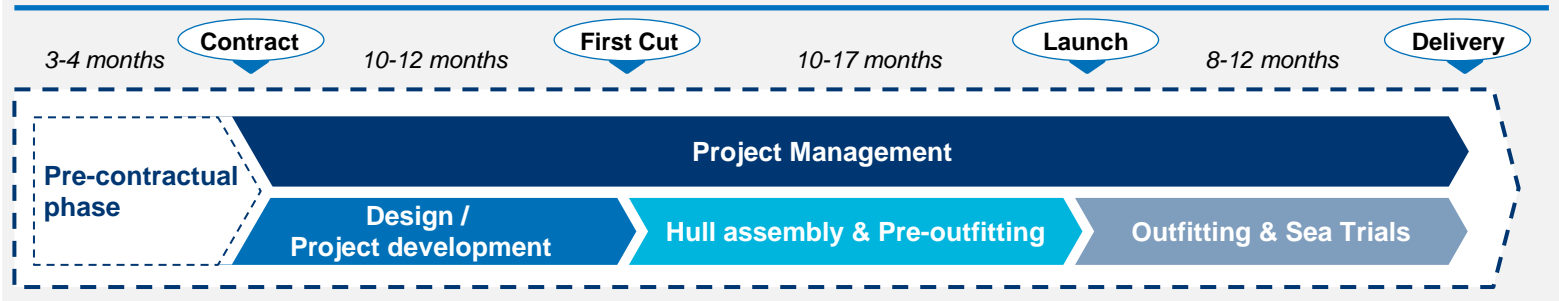 Contract
First Cut
Launch
Delivery
3-4 months
10-12 months
10-17 months
8-12 months
Project Management
Pre-contractual
phase
Design /
Project development
Hull assembly & Pre-outfitting
Outfitting & Sea Trials